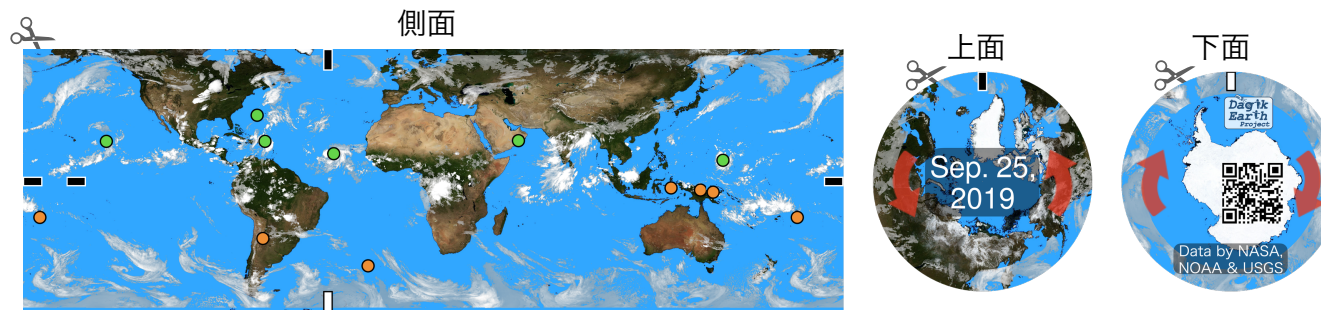 側面
上面
下面
Sep. 25,
2019
Dagik
Earth
Project
Data by NASA,
NOAA & USGS